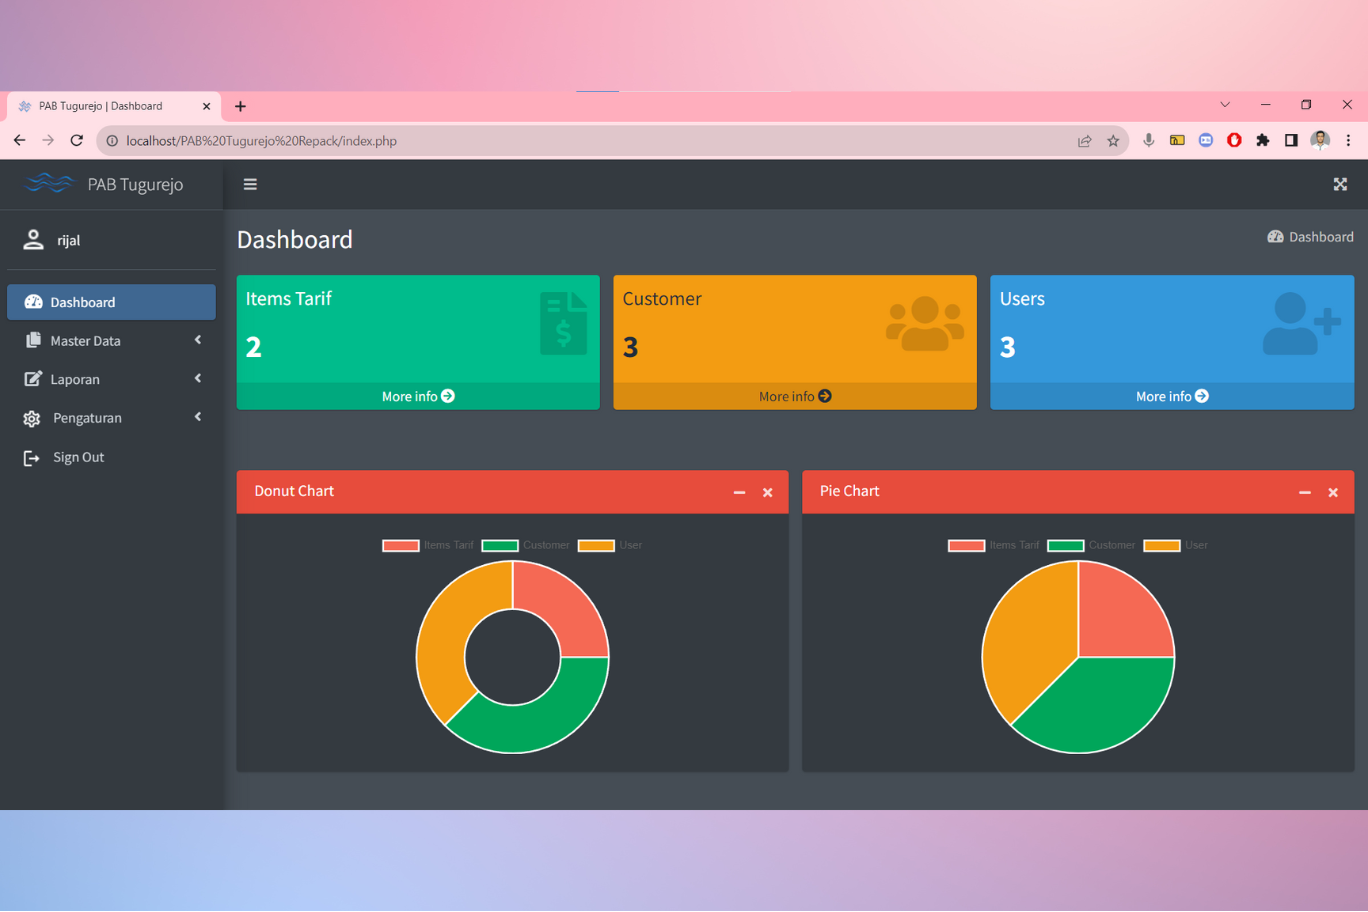 PAB Tugurejo | Dashboard
localhost/PAB%20Tugurejo%20Repack/index.php
PAB Tugurejo
rijal
Dashboard
Master Data
Laporan
Pengaturan
Sign Out
Dashboard
Dashboard
Items Tarif
2
More info
Customer
3
More info
Users
3
More info
Donut Chart
Items Tarif Customer User
Pie Chart
Items Tarif Customer User